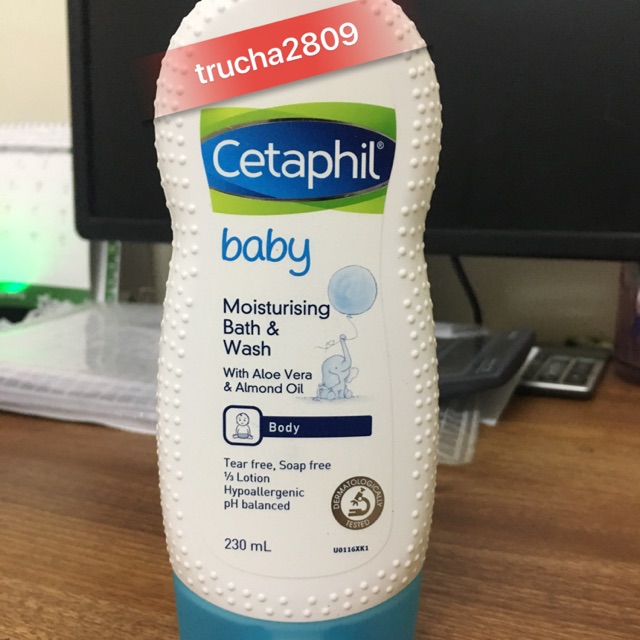 trucha2809
Cetaphil®
baby
Moisturising
Bath &
Wash
With Aloe Vera
& Almond Oil
Body
Tear free, Soap free
⅓ Lotion
Hypoallergenic
pH balanced
DERMATOLOGICALLY
TESTED
230 mL
U0116XK1